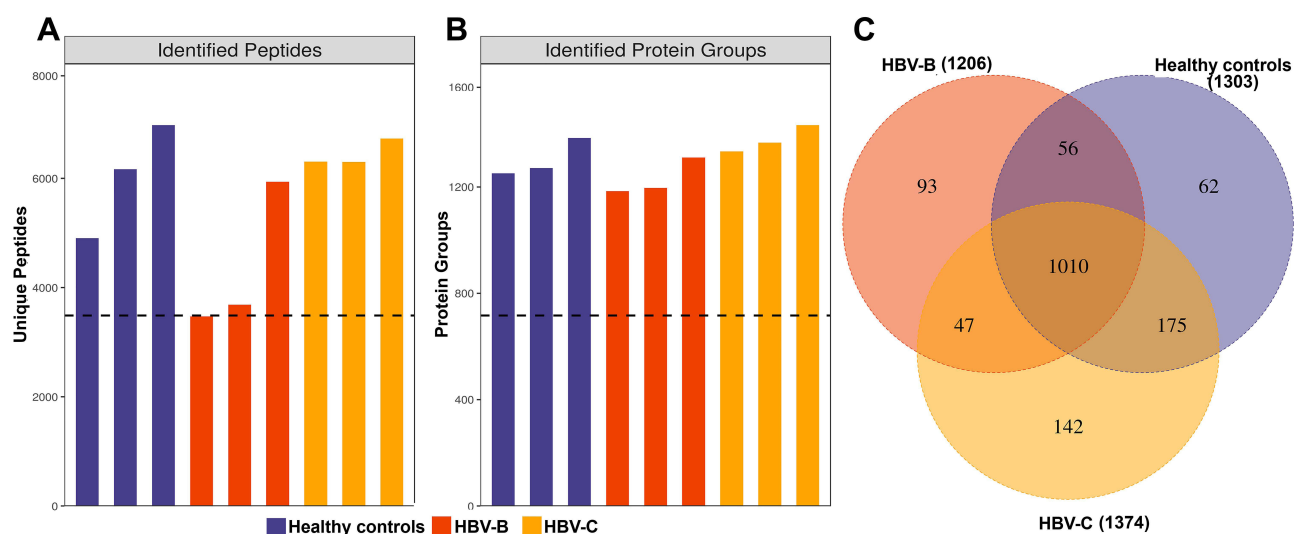 A
Identified Peptides
Unique Peptides
8000
6000
4000
2000
0
B
Identified Protein Groups
Protein Groups
1600
1200
800
400
0
Healthy controls HBV-B HBV-C
C
HBV-B (1206)
Healthy controls
(1303)
56
93
62
1010
47
175
142
HBV-C (1374)